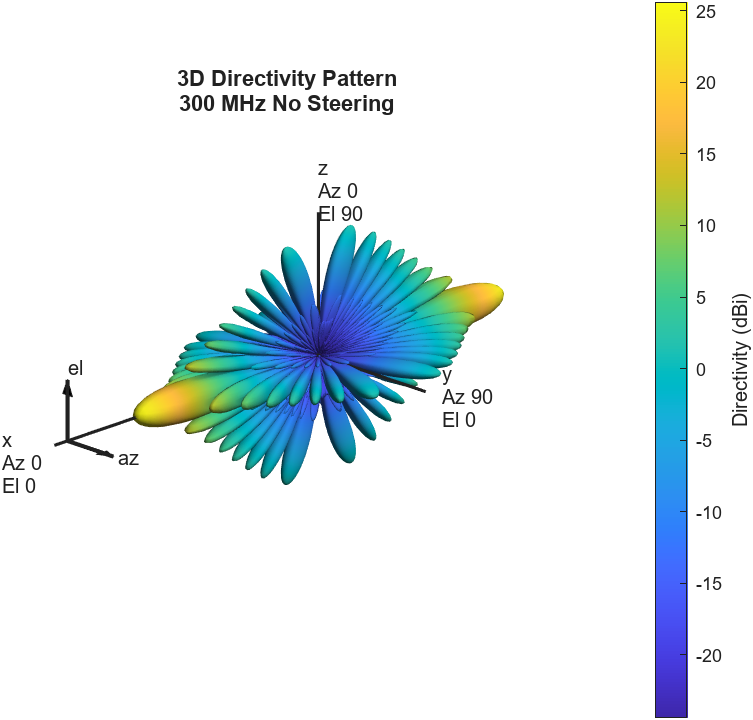 3D Directivity Pattern
300 MHz No Steering
z
Az 0
El 90
y
Az 90
El 0
el
az
x
Az 0
El 0
25
20
15
10
5
0
-5
-10
-15
-20
Directivity (dBi)